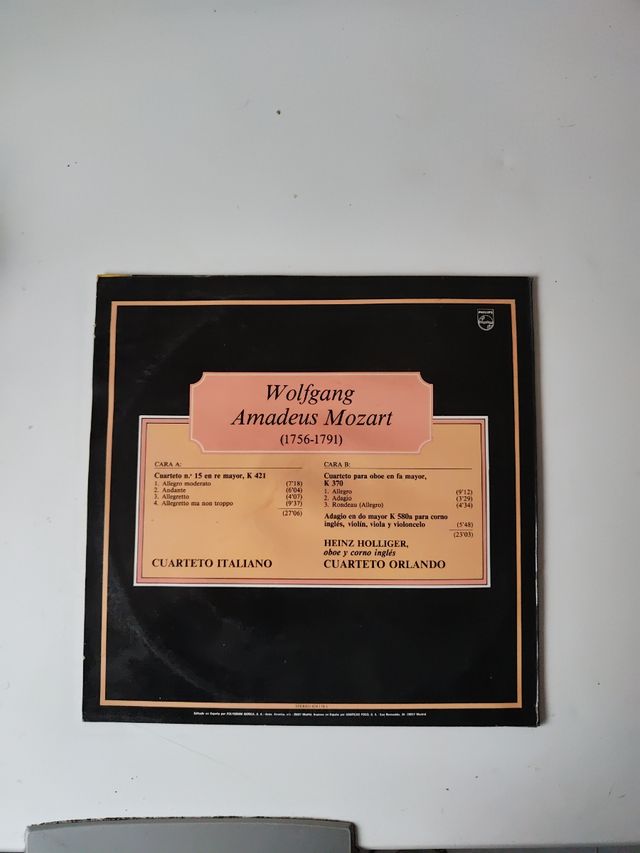 PHILIPS
Wolfgang
Amadeus Mozart
(1756-1791)
CARA A:
Cuarteto n.º 15 en re mayor, K 421
1. Allegro moderato (7'18)
2. Andante (6'04)
3. Allegretto (4'07)
4. Allegretto ma non troppo (9'37)
(27'06)
CUARTETO ITALIANO
CARA B:
Cuarteto para oboe en fa mayor,
K 370
1. Allegro (9'12)
2. Adagio (3'29)
3. Rondeau (Allegro) (4'34)
Adagio en do mayor K 580a para corno
inglés, violín, viola y violoncelo (5'48)
(23'03)
HEINZ HOLLIGER,
oboe y corno inglés
CUARTETO ORLANDO